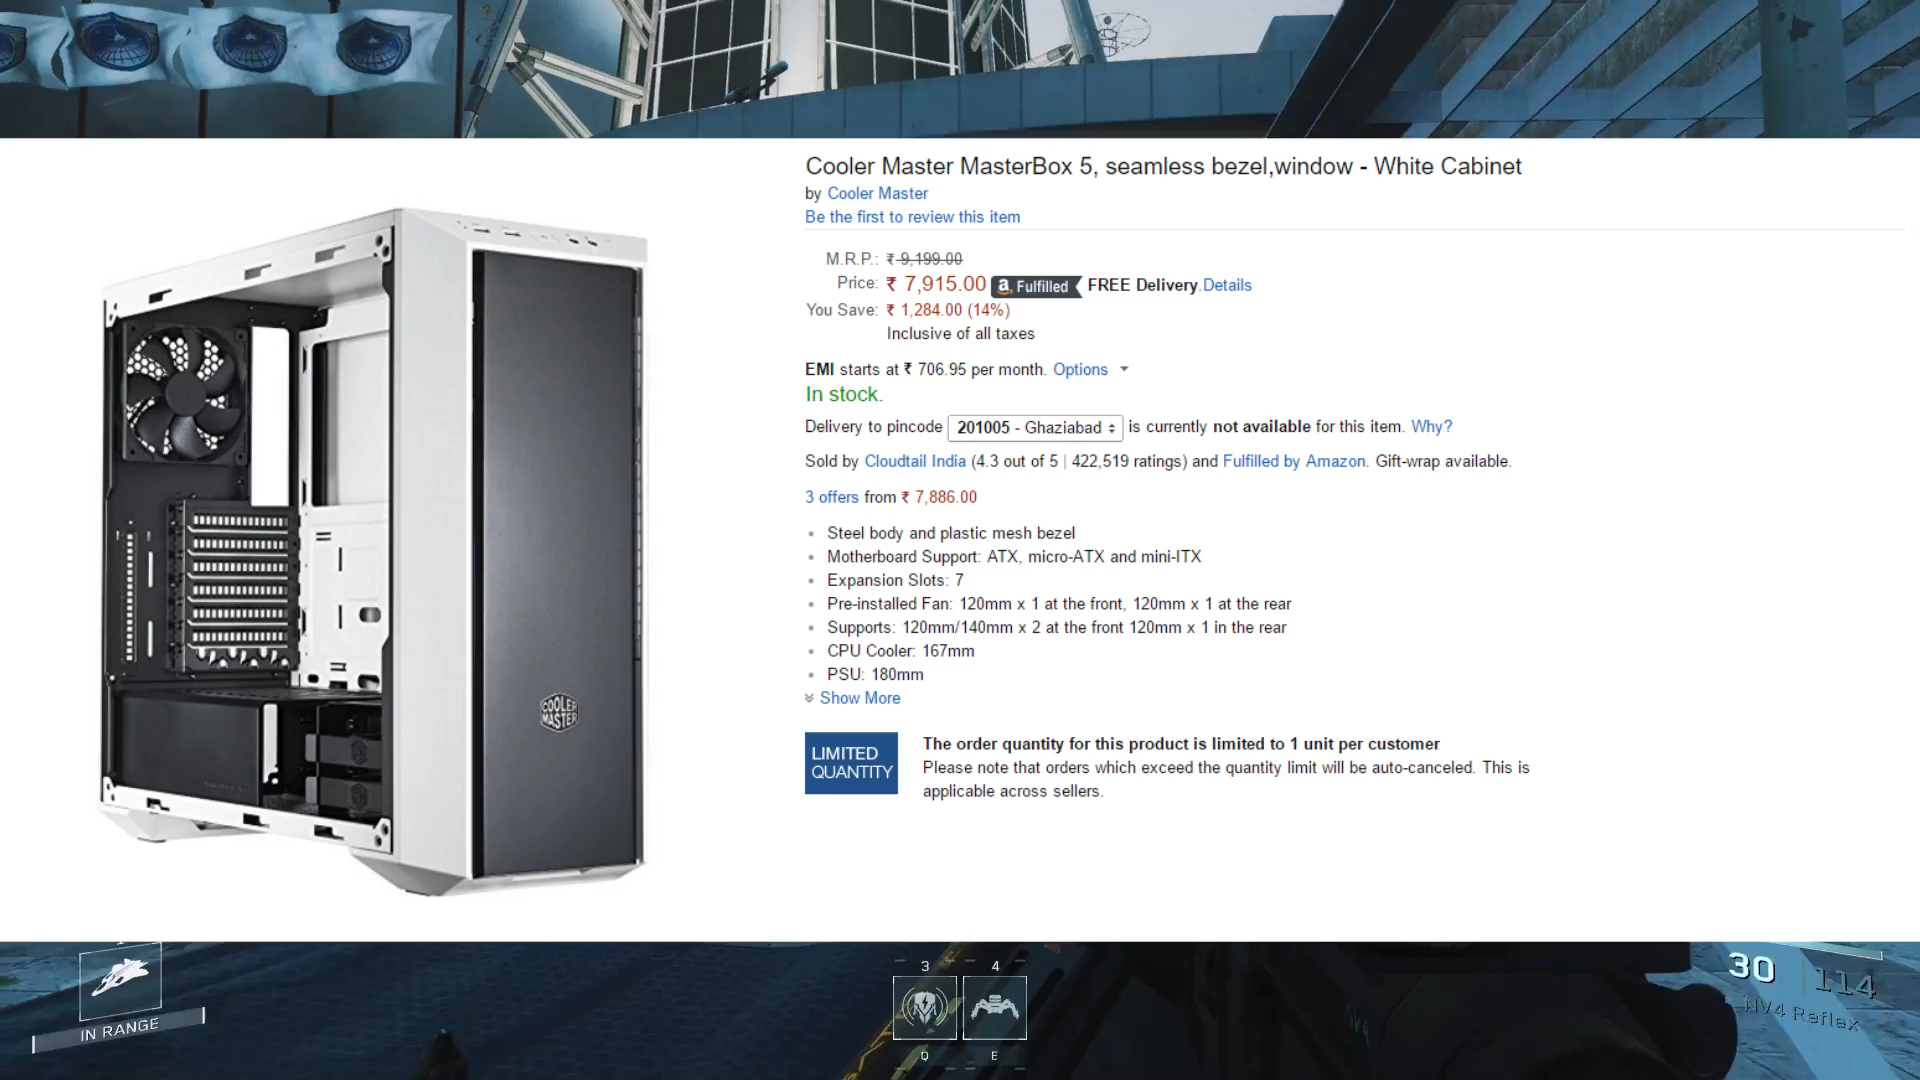 Cooler Master MasterBox 5, seamless bezel,window - White Cabinet
by Cooler Master
Be the first to review this item
M.R.P.: ₹ 9,199.00
Price: ₹ 7,915.00 a Fulfilled FREE Delivery.Details
You Save: ₹ 1,284.00 (14%)
Inclusive of all taxes
EMI starts at ₹ 706.95 per month. Options
In stock.
Delivery to pincode 201005 - Ghaziabad is currently not available for this item. Why?
Sold by Cloudtail India (4.3 out of 5 | 422,519 ratings) and Fulfilled by Amazon. Gift-wrap available.
3 offers from ₹ 7,886.00
Steel body and plastic mesh bezel
Motherboard Support: ATX, micro-ATX and mini-ITX
Expansion Slots: 7
Pre-installed Fan: 120mm x 1 at the front, 120mm x 1 at the rear
Supports: 120mm/140mm x 2 at the front 120mm x 1 in the rear
CPU Cooler: 167mm
PSU: 180mm
Show More
COOLER
MASTER
LIMITED
QUANTITY
The order quantity for this product is limited to 1 unit per customer
Please note that orders which exceed the quantity limit will be auto-canceled. This is
applicable across sellers.
IN RANGE
3 4
Q E
30 114
NV4 Reflex